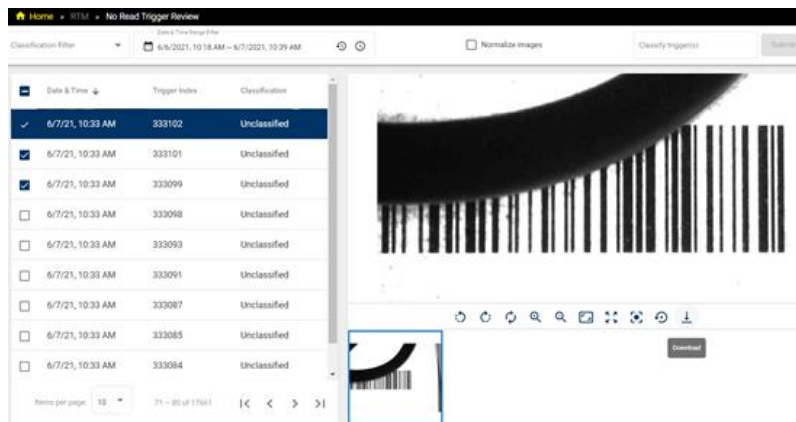 Home » RTM » No Read Trigger Review
Classification Filter
Date & Time Range Filter
6/6/2021, 10:18 AM – 6/7/2021, 10:39 AM
Normalize images
Classify trigger(s)
Submit
Date & Time Trigger Index Classification
6/7/21, 10:33 AM 333102 Unclassified
6/7/21, 10:33 AM 333101 Unclassified
6/7/21, 10:33 AM 333099 Unclassified
6/7/21, 10:33 AM 333098 Unclassified
6/7/21, 10:33 AM 333093 Unclassified
6/7/21, 10:33 AM 333091 Unclassified
6/7/21, 10:33 AM 333087 Unclassified
6/7/21, 10:33 AM 333085 Unclassified
6/7/21, 10:33 AM 333084 Unclassified
Items per page: 10 71 – 80 of 17661
Download